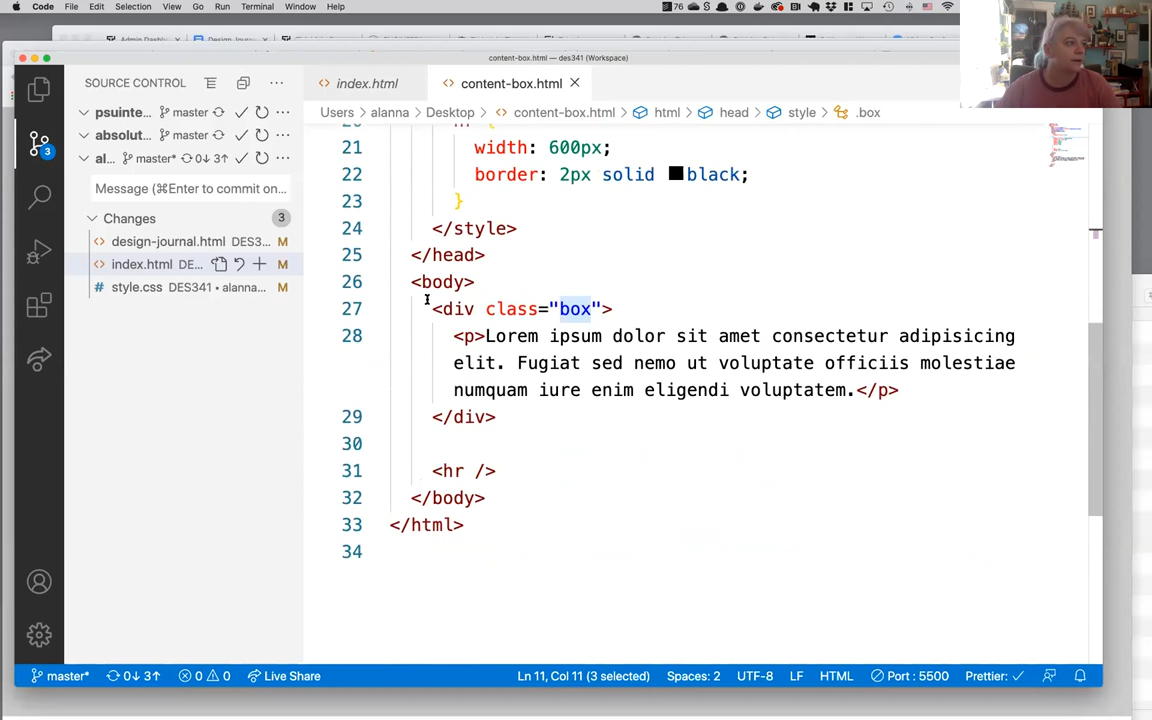 Code File Edit Selection View Go Run Terminal Window Help
76
content-box.html — des341 (Workspace)
SOURCE CONTROL
index.html
content-box.html
psuinte... master
absolut... master
al... master* 0↓ 3↑
Message (⌘Enter to commit on...
Changes 3
design-journal.html DES3... M
index.html DE... M
style.css DES341 • alanna... M
3
Users alanna Desktop content-box.html html head style .box
21 width: 600px;
22 border: 2px solid black;
23 }
24 </style>
25 </head>
26 <body>
27 <div class="box">
28 <p>Lorem ipsum dolor sit amet consectetur adipisicing
elit. Fugiat sed nemo ut voluptate officiis molestiae
numquam iure enim eligendi voluptatem.</p>
29 </div>
30
31 <hr />
32 </body>
33 </html>
34
master* 0↓ 3↑ 0 0 Live Share Ln 11, Col 11 (3 selected) Spaces: 2 UTF-8 LF HTML Port : 5500 Prettier: ✓